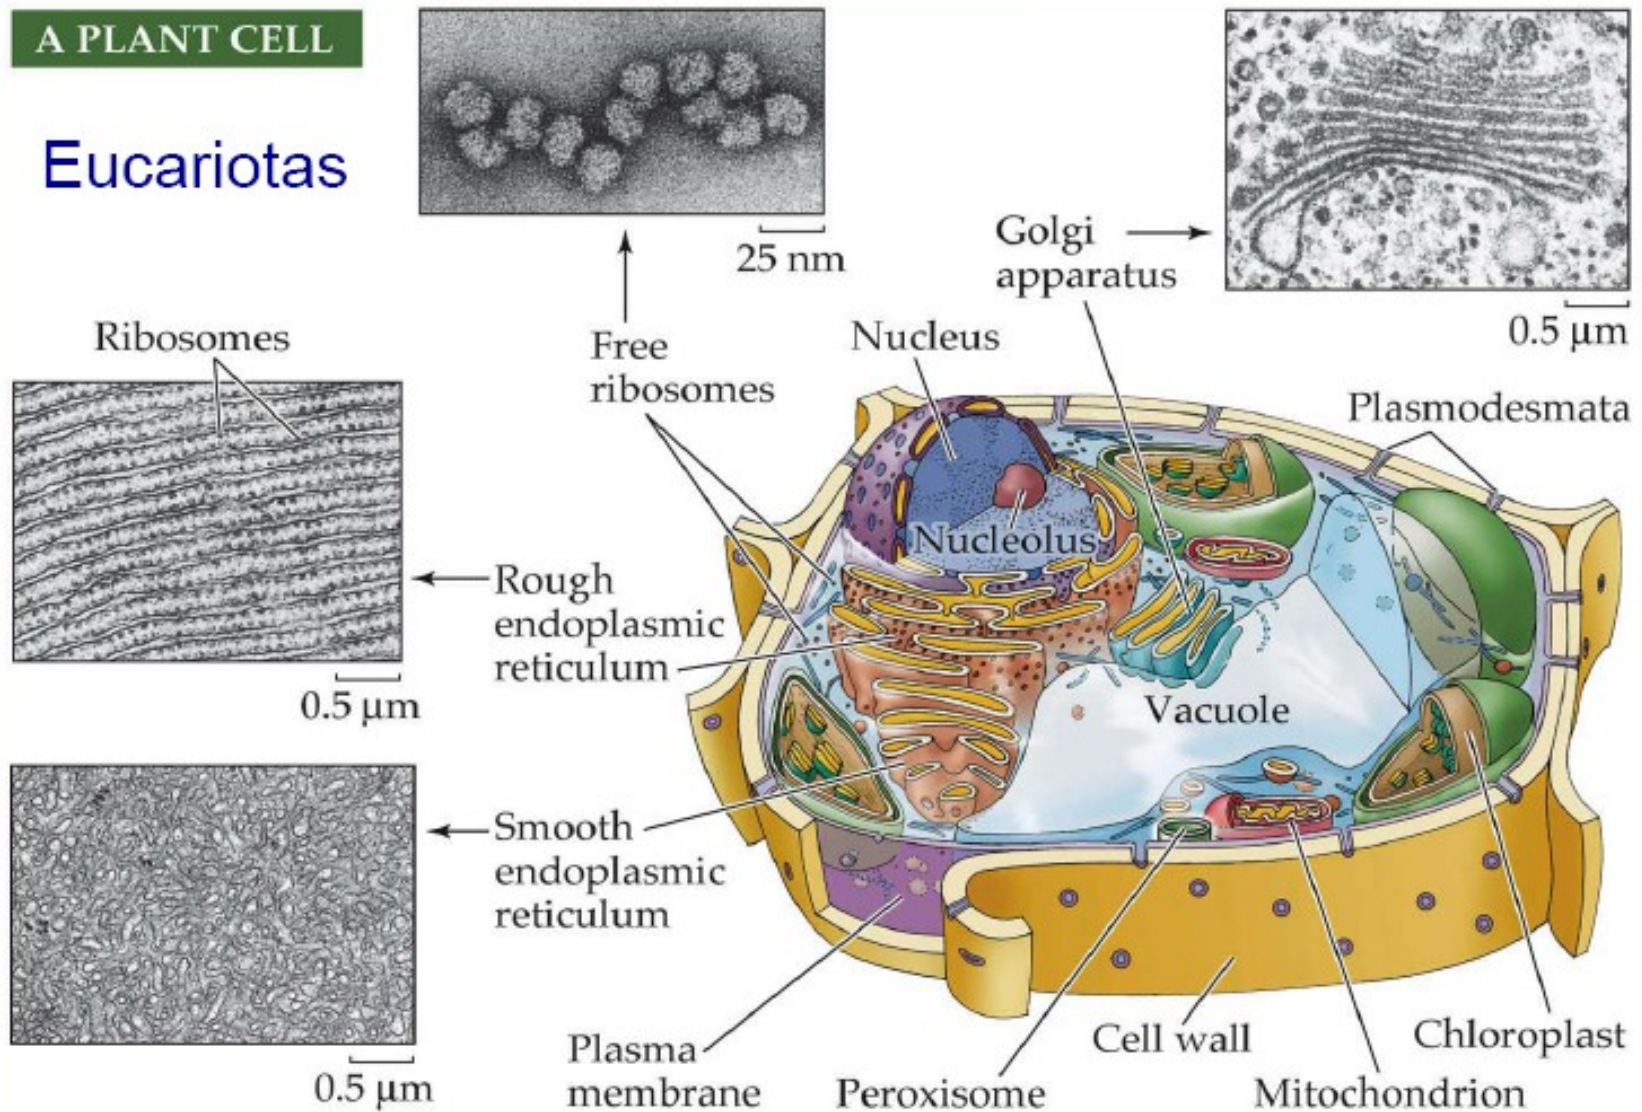 A PLANT CELL
Eucariotas
25 nm
Golgi
apparatus
0.5 µm
Ribosomes
Free
ribosomes
Nucleus
Plasmodesmata
Nucleolus
Rough
endoplasmic
reticulum
0.5 µm
Vacuole
Smooth
endoplasmic
reticulum
0.5 µm
Plasma
membrane
Peroxisome
Cell wall
Mitochondrion
Chloroplast